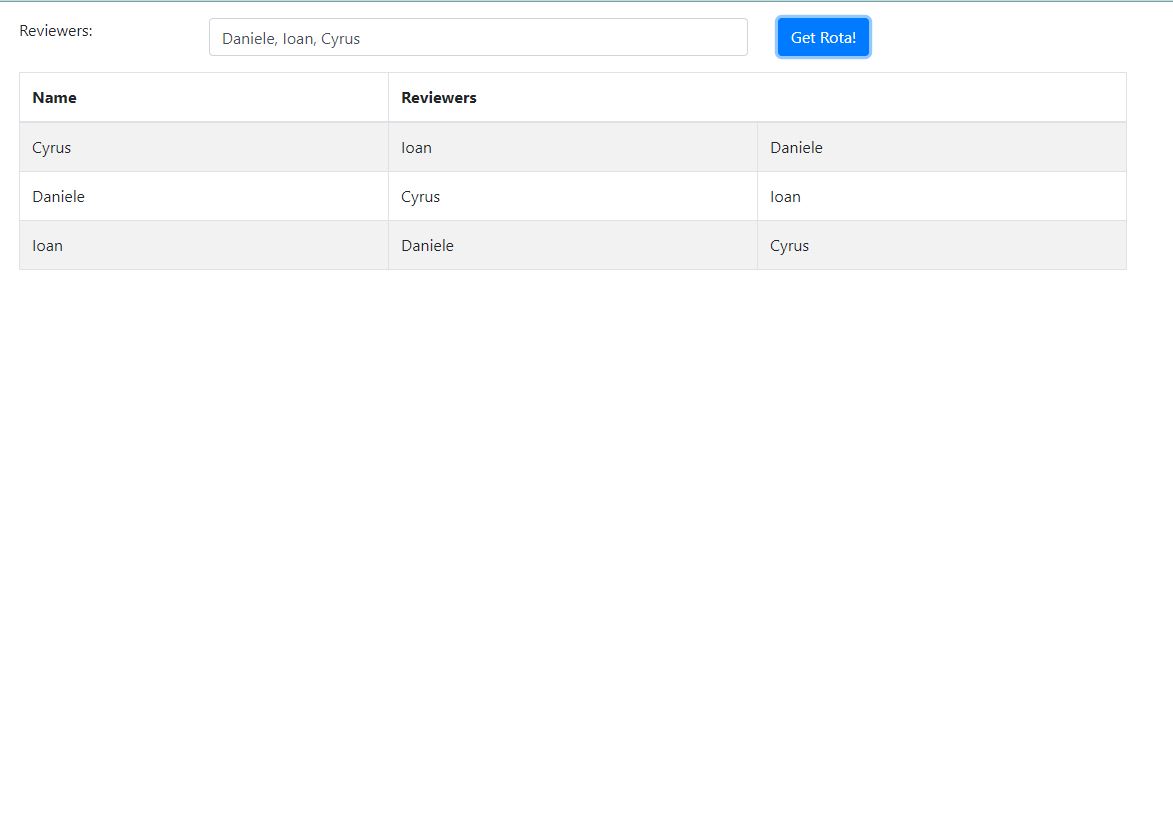 Reviewers:
Daniele, Ioan, Cyrus
Get Rota!
Name Reviewers
Cyrus Ioan Daniele
Daniele Cyrus Ioan
Ioan Daniele Cyrus